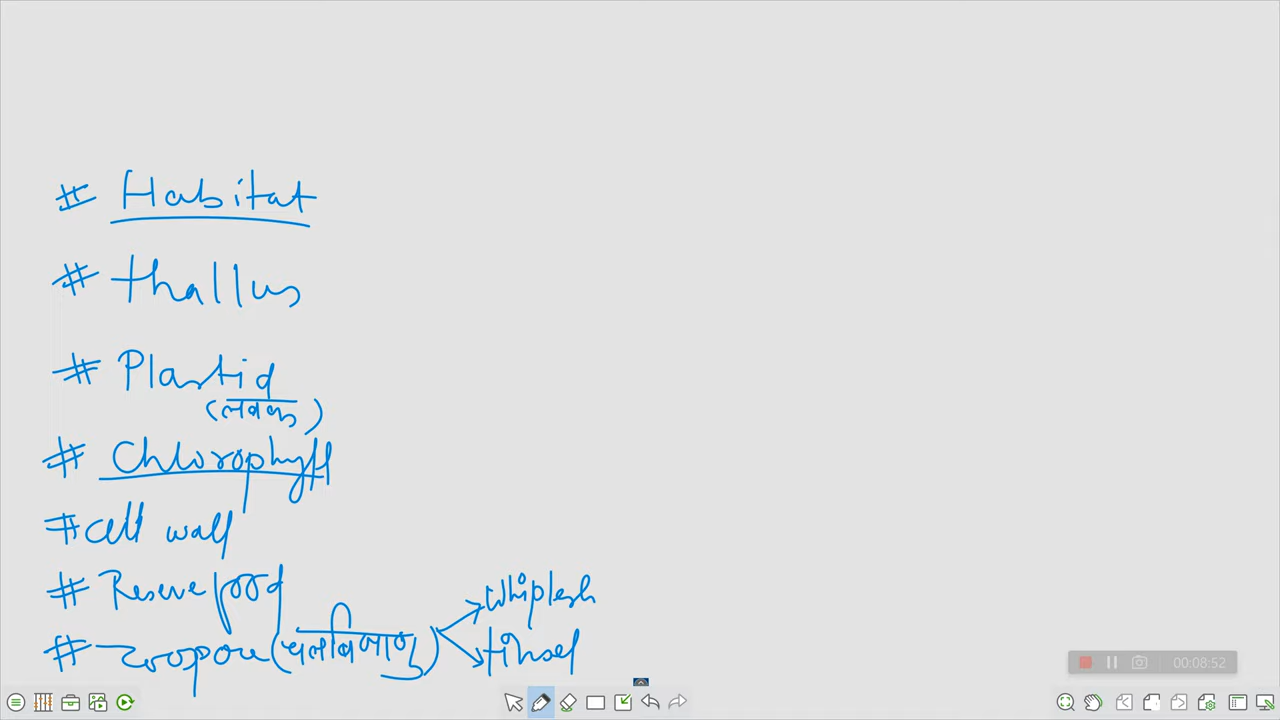 # Habitat
# thallus
# Plastid
(लवक)
# Chlorophyll
# cell wall
# Reserve food
# zoospore (चलबीजाणु) whiplash
tinsel
00:08:52